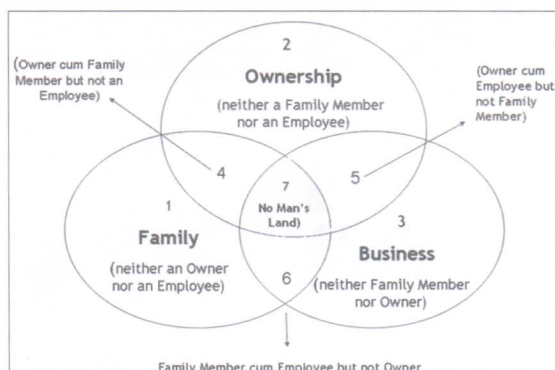 2
Ownership
(neither a Family Member
nor an Employee)
(Owner cum Family
Member but not an
Employee)
(Owner cum
Employee but
not Family
Member)
4
5
7
No Man's
Land)
1
Family
(neither an Owner
nor an Employee)
3
Business
(neither Family Member
nor Owner)
6
Family Member cum Employee but not Owner